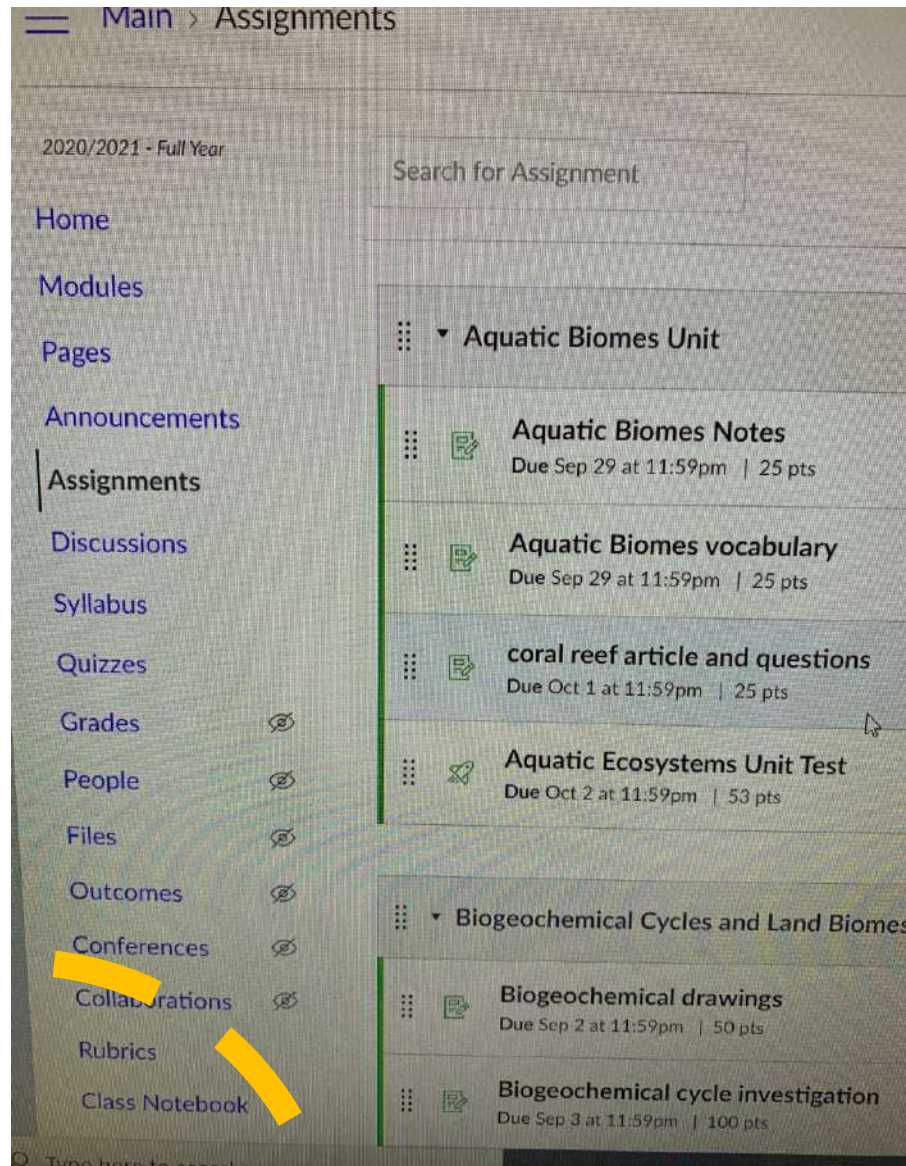 Main > Assignments
2020/2021 - Full Year
Search for Assignment
Home
Modules
Pages
Announcements
Assignments
Discussions
Syllabus
Quizzes
Grades
People
Files
Outcomes
Conferences
Collaborations
Rubrics
Class Notebook
Aquatic Biomes Unit
Aquatic Biomes Notes
Due Sep 29 at 11:59pm | 25 pts
Aquatic Biomes vocabulary
Due Sep 29 at 11:59pm | 25 pts
coral reef article and questions
Due Oct 1 at 11:59pm | 25 pts
Aquatic Ecosystems Unit Test
Due Oct 2 at 11:59pm | 53 pts
Biogeochemical Cycles and Land Biomes
Biogeochemical drawings
Due Sep 2 at 11:59pm | 50 pts
Biogeochemical cycle investigation
Due Sep 3 at 11:59pm | 100 pts